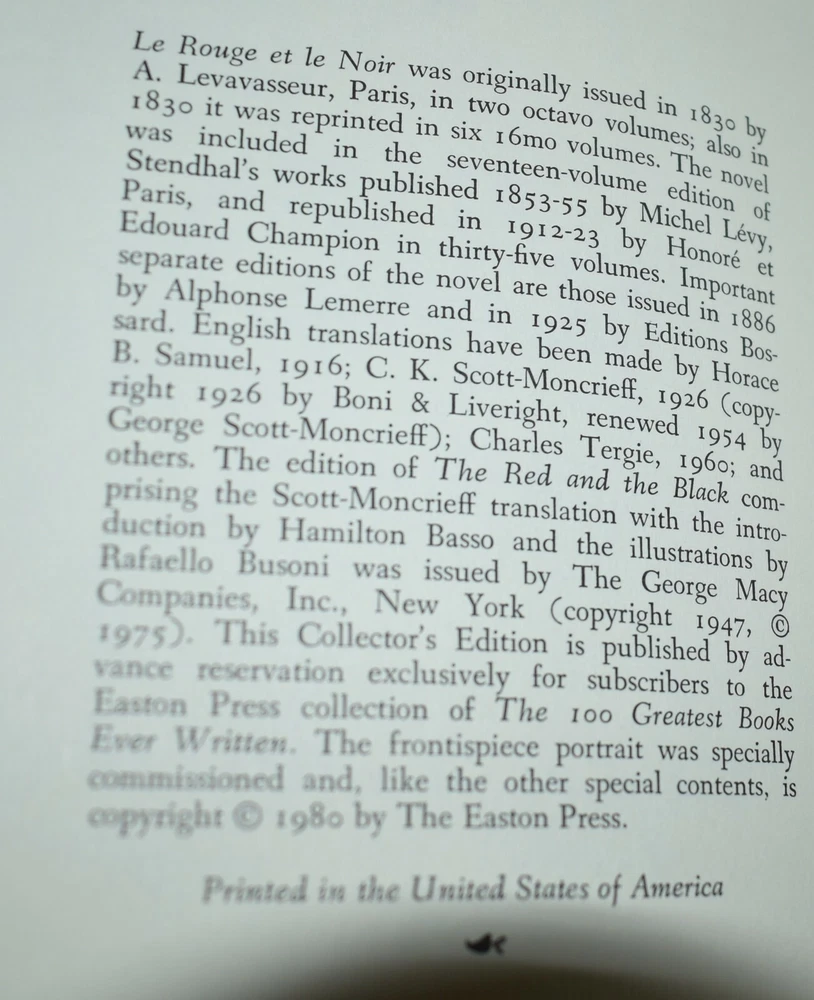 Le Rouge et le Noir was originally issued in 1830 by
A. Levavasseur, Paris, in two octavo volumes; also in
1830 it was reprinted in six 16mo volumes. The novel
was included in the seventeen-volume edition of
Stendhal's works published 1853-55 by Michel Lévy,
Paris, and republished in 1912-23 by Honoré et
Edouard Champion in thirty-five volumes. Important
separate editions of the novel are those issued in 1886
by Alphonse Lemerre and in 1925 by Editions Bos-
sard. English translations have been made by Horace
B. Samuel, 1916; C. K. Scott-Moncrieff, 1926 (copy-
right 1926 by Boni & Liveright, renewed 1954 by
George Scott-Moncrieff); Charles Tergie, 1960; and
others. The edition of The Red and the Black com-
prising the Scott-Moncrieff translation with the intro-
duction by Hamilton Basso and the illustrations by
Rafaello Busoni was issued by The George Macy
Companies, Inc., New York (copyright 1947, ©
1975). This Collector's Edition is published by ad-
vance reservation exclusively for subscribers to the
Easton Press collection of The 100 Greatest Books
Ever Written. The frontispiece portrait was specially
commissioned and, like the other special contents, is
copyright © 1980 by The Easton Press.
Printed in the United States of America